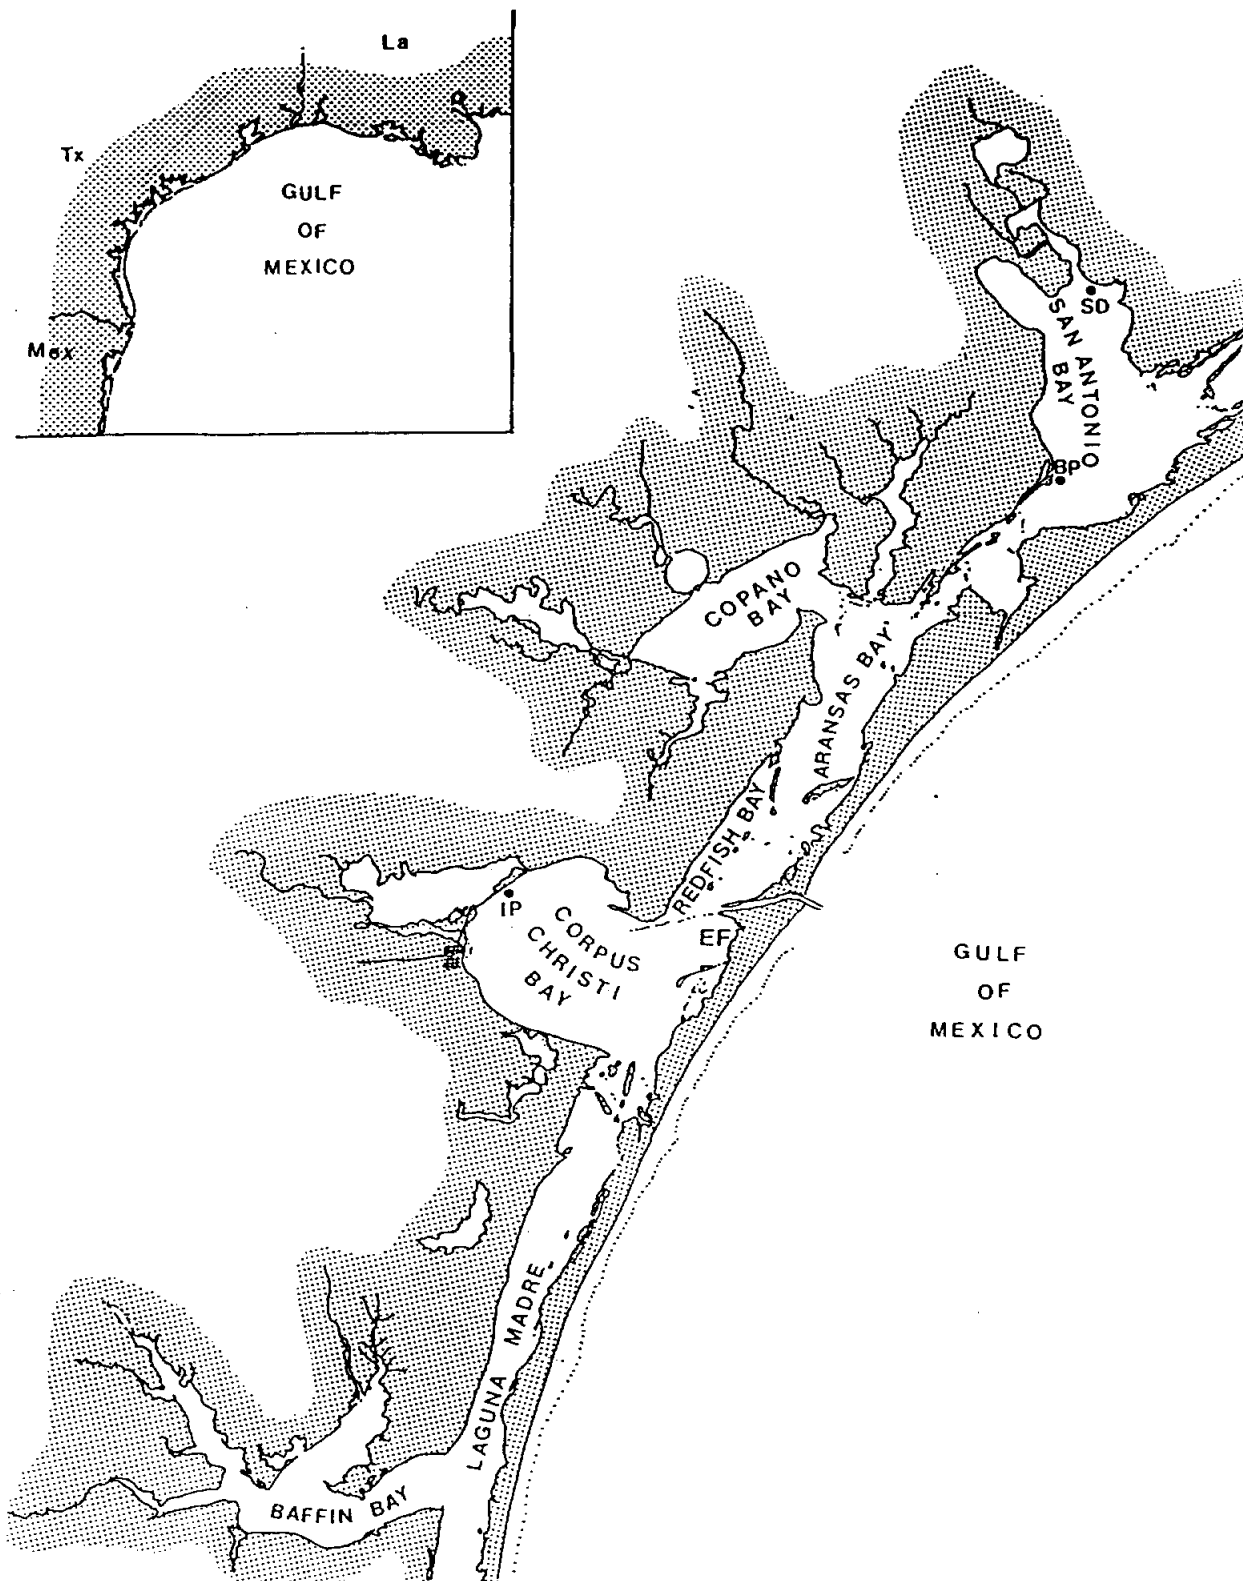 La
Tx
GULF
OF
MEXICO
Mex
SD
SAN ANTONIO
BAY
BP
COPANO
BAY
ARANSAS BAY
REDFISH BAY
IP
CORPUS
CHRISTI
BAY
EF
GULF
OF
MEXICO
LAGUNA MADRE
BAFFIN BAY